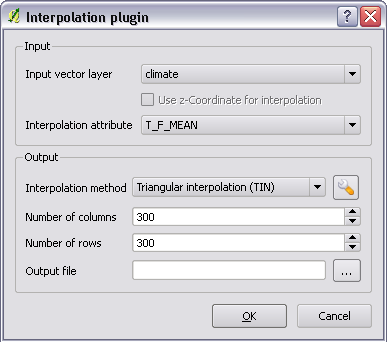 Interpolation plugin
?
Input
Input vector layer climate
Use z-Coordinate for interpolation
Interpolation attribute T_F_MEAN
Output
Interpolation method Triangular interpolation (TIN)
Number of columns 300
Number of rows 300
Output file ...
OK Cancel